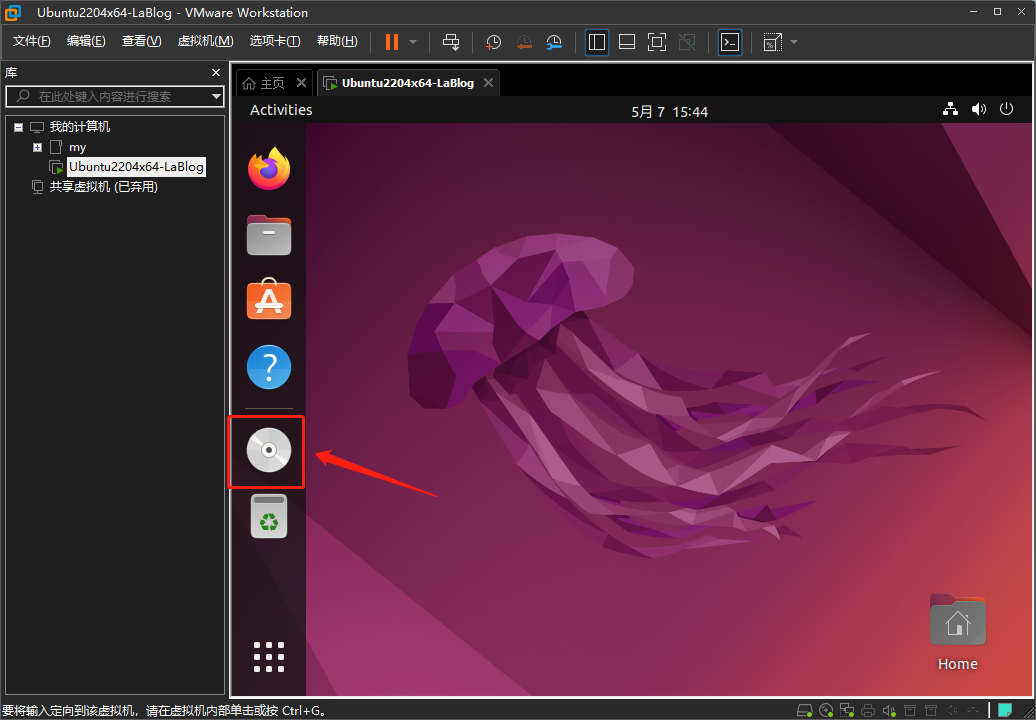 Ubuntu2204x64-LaBlog - VMware Workstation
文件(F) 编辑(E) 查看(V) 虚拟机(M) 选项卡(T) 帮助(H)
库
在此处键入内容进行搜索
我的计算机
my
Ubuntu2204x64-LaBlog
共享虚拟机 (已弃用)
主页 Ubuntu2204x64-LaBlog
Activities 5月 7 15:44
Home
要将输入定向到该虚拟机，请在虚拟机内部单击或按 Ctrl+G。